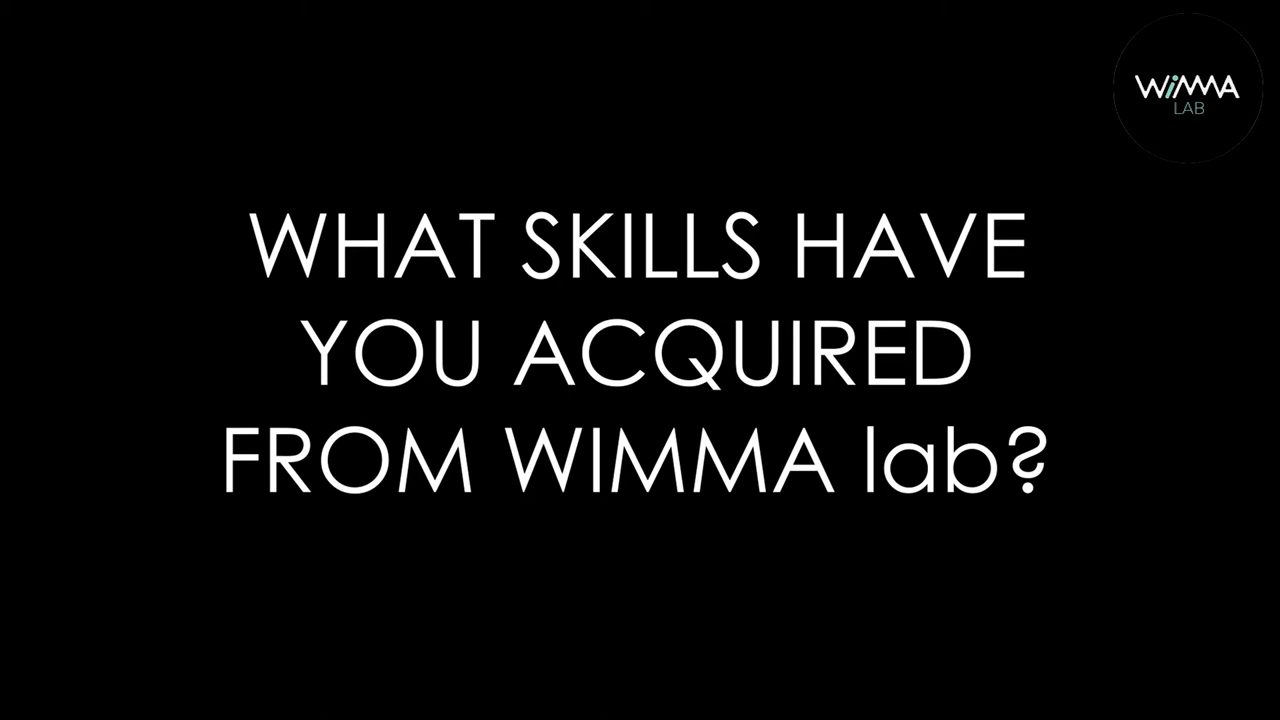 WiMMA
LAB
WHAT SKILLS HAVE
YOU ACQUIRED
FROM WIMMA lab?